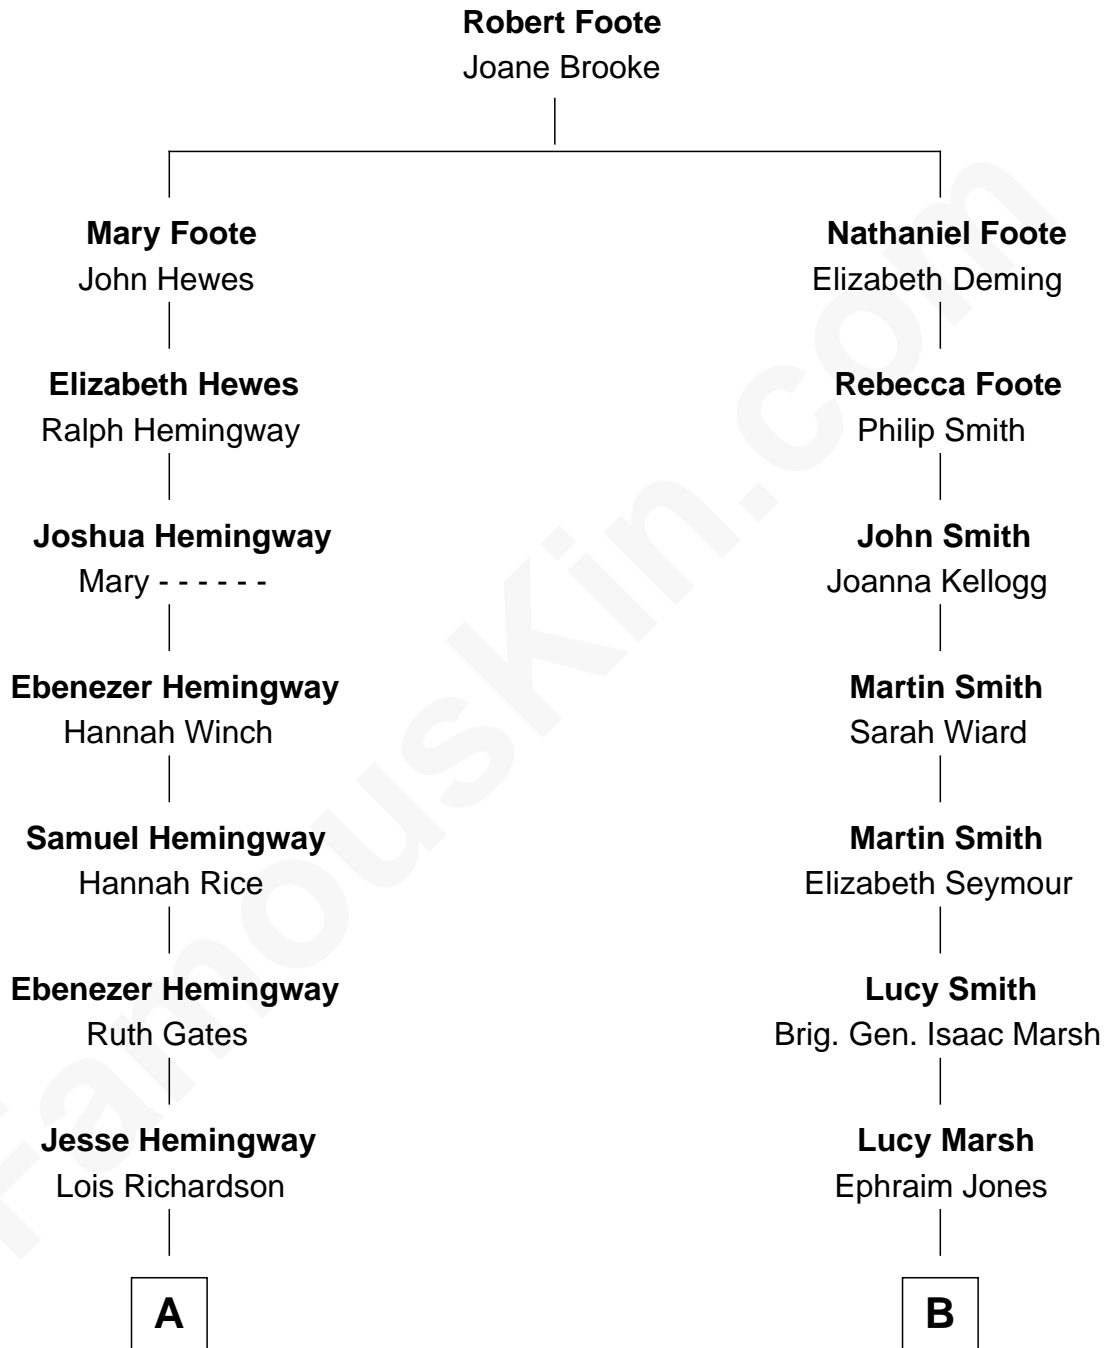 Robert Foote
Joane Brooke
Mary Foote
John Hewes
Nathaniel Foote
Elizabeth Deming
Elizabeth Hewes
Ralph Hemingway
Rebecca Foote
Philip Smith
Joshua Hemingway
Mary - - - - - -
John Smith
Joanna Kellogg
Ebenezer Hemingway
Hannah Winch
Martin Smith
Sarah Wiard
Samuel Hemingway
Hannah Rice
Martin Smith
Elizabeth Seymour
Ebenezer Hemingway
Ruth Gates
Lucy Smith
Brig. Gen. Isaac Marsh
Jesse Hemingway
Lois Richardson
Lucy Marsh
Ephraim Jones
A
B
FamousKin.com